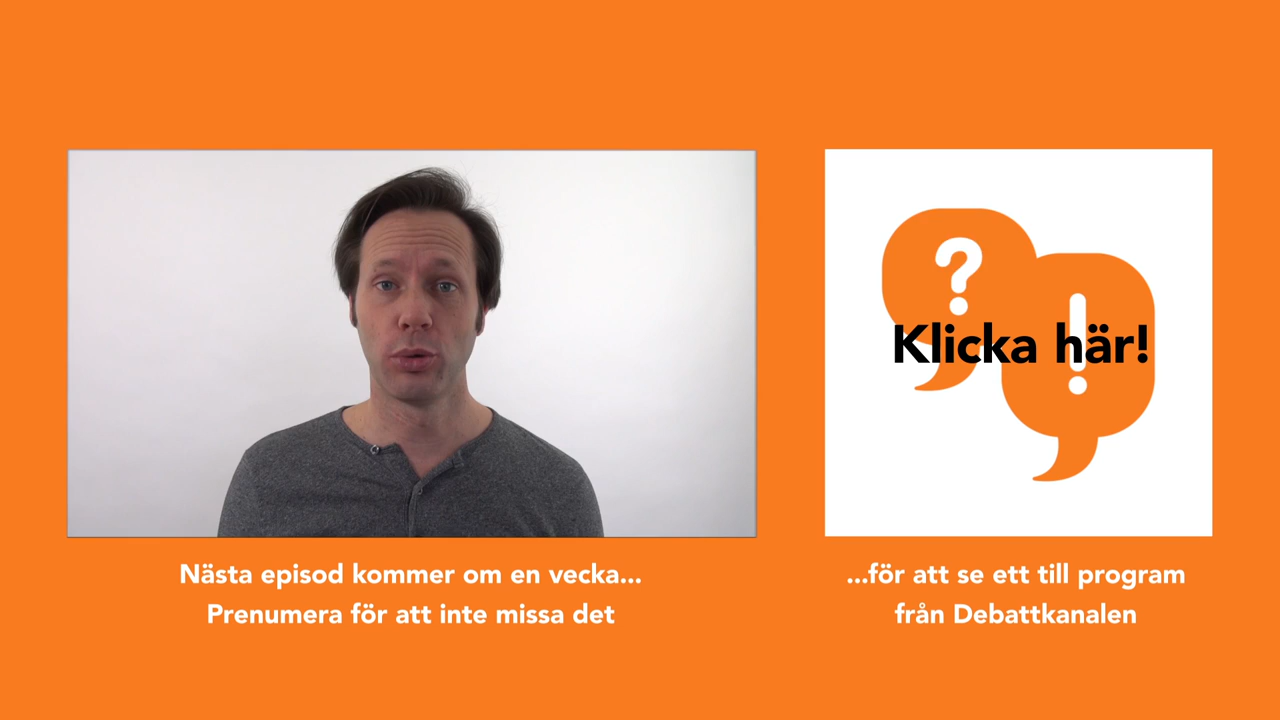 Klicka här!
Nästa episod kommer om en vecka...
Prenumera för att inte missa det
...för att se ett till program
från Debattkanalen